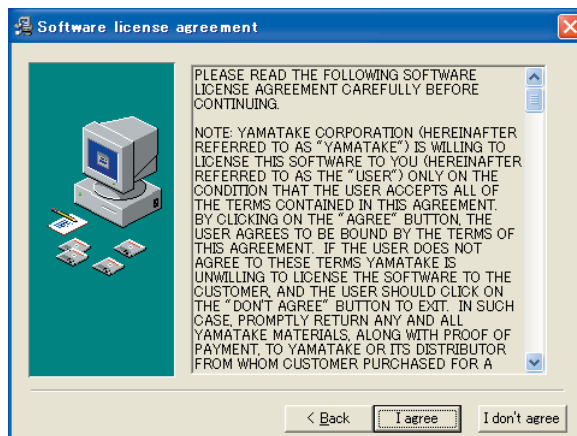 Software license agreement
PLEASE READ THE FOLLOWING SOFTWARE
LICENSE AGREEMENT CAREFULLY BEFORE
CONTINUING.
NOTE: YAMATAKE CORPORATION (HEREINAFTER
REFERRED TO AS "YAMATAKE") IS WILLING TO
LICENSE THIS SOFTWARE TO YOU (HEREINAFTER
REFERRED TO AS THE "USER") ONLY ON THE
CONDITION THAT THE USER ACCEPTS ALL OF
THE TERMS CONTAINED IN THIS AGREEMENT.
BY CLICKING ON THE "AGREE" BUTTON, THE
USER AGREES TO BE BOUND BY THE TERMS OF
THIS AGREEMENT.  IF THE USER DOES NOT
AGREE TO THESE TERMS YAMATAKE IS
UNWILLING TO LICENSE THE SOFTWARE TO THE
CUSTOMER, AND THE USER SHOULD CLICK ON
THE "DON'T AGREE" BUTTON TO EXIT.  IN SUCH
CASE, PROMPTLY RETURN ANY AND ALL
YAMATAKE MATERIALS, ALONG WITH PROOF OF
PAYMENT, TO YAMATAKE OR ITS DISTRIBUTOR
FROM WHOM CUSTOMER PURCHASED FOR A
< Back I agree I don't agree